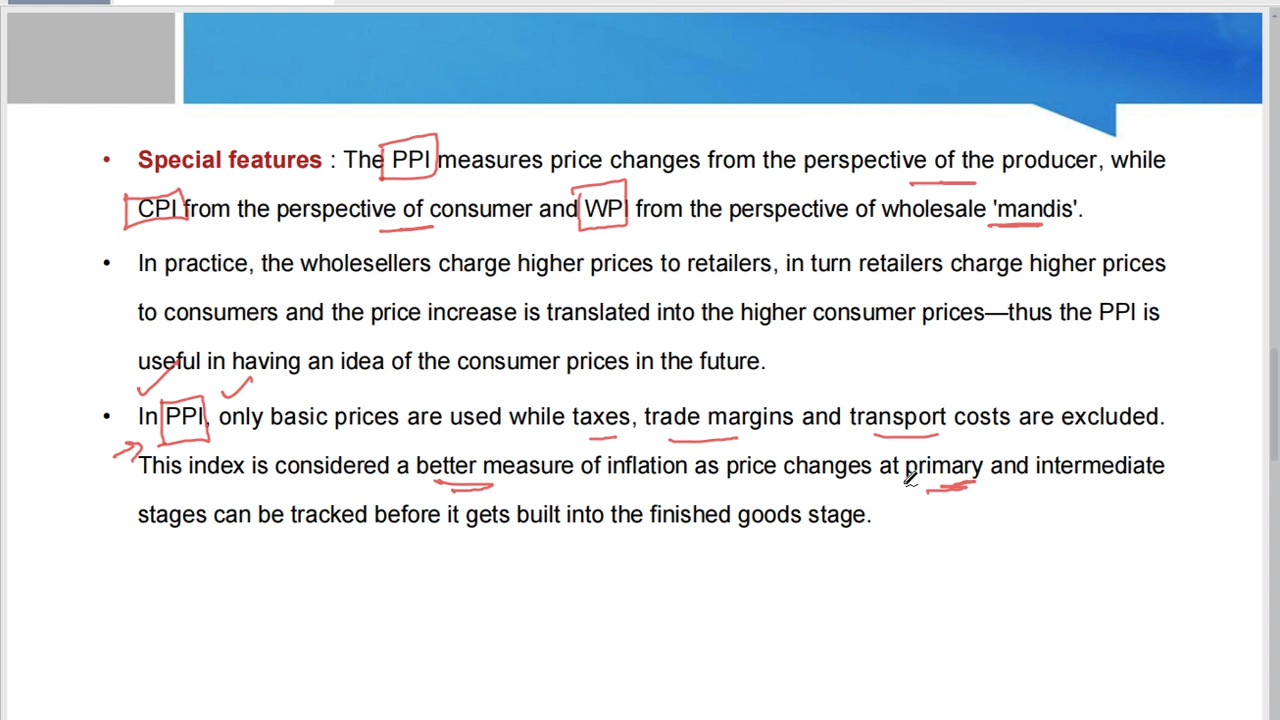 • Special features : The PPI measures price changes from the perspective of the producer, while
CPI from the perspective of consumer and WPI from the perspective of wholesale 'mandis'.
• In practice, the wholesellers charge higher prices to retailers, in turn retailers charge higher prices
to consumers and the price increase is translated into the higher consumer prices—thus the PPI is
useful in having an idea of the consumer prices in the future.
• In PPI, only basic prices are used while taxes, trade margins and transport costs are excluded.
This index is considered a better measure of inflation as price changes at primary and intermediate
stages can be tracked before it gets built into the finished goods stage.